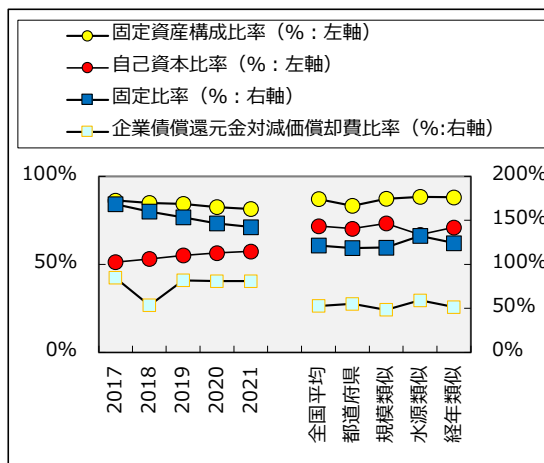 固定資産構成比率（%：左軸）
自己資本比率（%：左軸）
固定比率（%：右軸）
企業債償還元金対減価償却費比率（%:右軸）
100%
50%
0%
200%
150%
100%
50%
0%
2017
2018
2019
2020
2021
全国平均
都道府県
規模類似
水源類似
経年類似